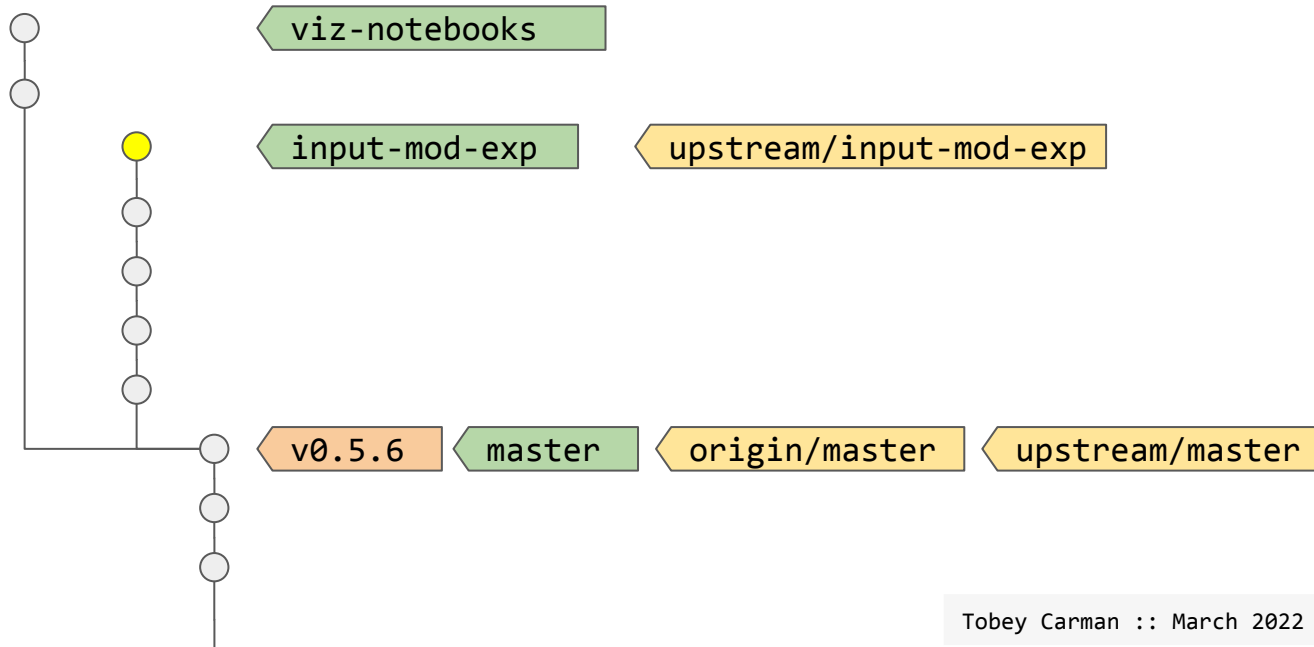 viz-notebooks
input-mod-exp upstream/input-mod-exp
v0.5.6 master origin/master upstream/master
Tobey Carman :: March 2022